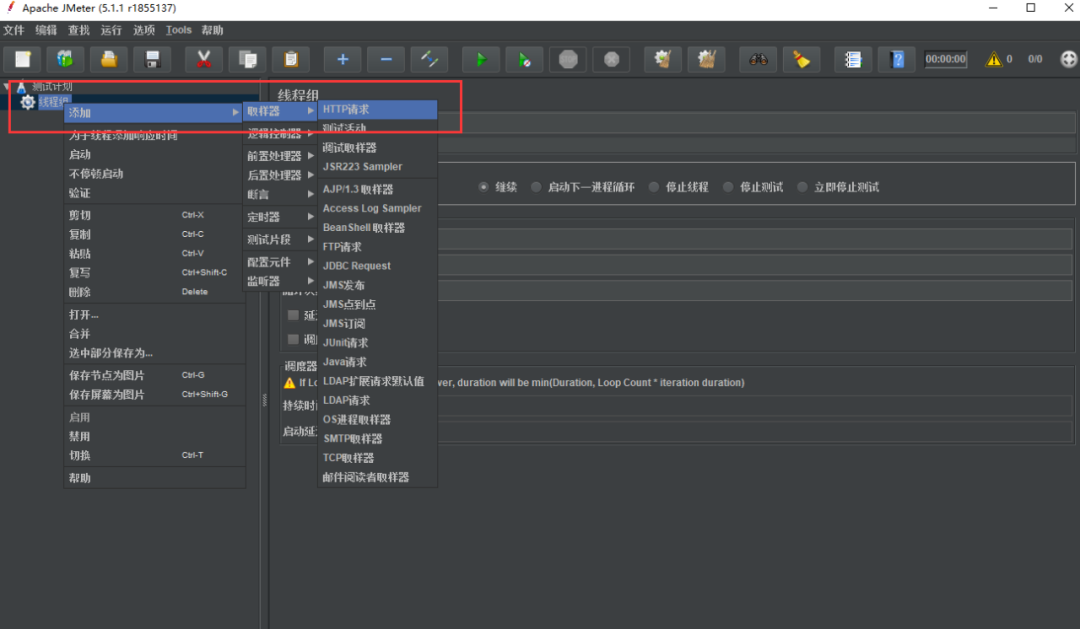 Apache JMeter (5.1.1 r1855137)
文件 编辑 查找 运行 选项 Tools 帮助
00:00:00 0 0/0
测试计划
线程组
添加
为子线程添加响应时间
启动
不停顿启动
验证
剪切 Ctrl-X
复制 Ctrl-C
粘贴 Ctrl-V
复写 Ctrl+Shift-C
删除 Delete
打开...
合并
选中部分保存为...
保存节点为图片 Ctrl-G
保存屏幕为图片 Ctrl+Shift-G
启用
禁用
切换 Ctrl-T
帮助
取样器
逻辑控制器
前置处理器
后置处理器
断言
定时器
测试片段
配置元件
监听器
HTTP请求
测试活动
调试取样器
JSR223 Sampler
AJP/1.3 取样器
Access Log Sampler
BeanShell 取样器
FTP请求
JDBC Request
JMS发布
JMS点到点
JMS订阅
JUnit请求
Java请求
LDAP扩展请求默认值
LDAP请求
OS进程取样器
SMTP取样器
TCP取样器
邮件阅读者取样器
线程组
继续 启动下一进程循环 停止线程 停止测试 立即停止测试
调度器
If Lo ver, duration will be min(Duration, Loop Count * iteration duration)
持续时
启动延